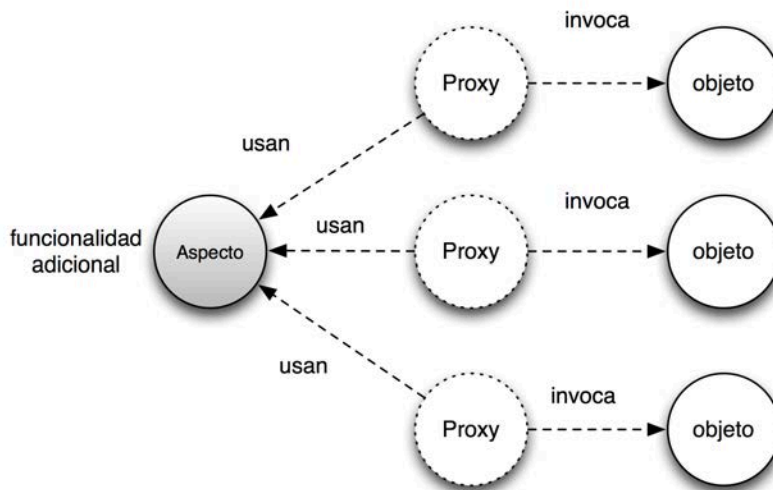 invoca
Proxy
objeto
usan
invoca
usan
funcionalidad
adicional
Aspecto
Proxy
objeto
usan
invoca
Proxy
objeto